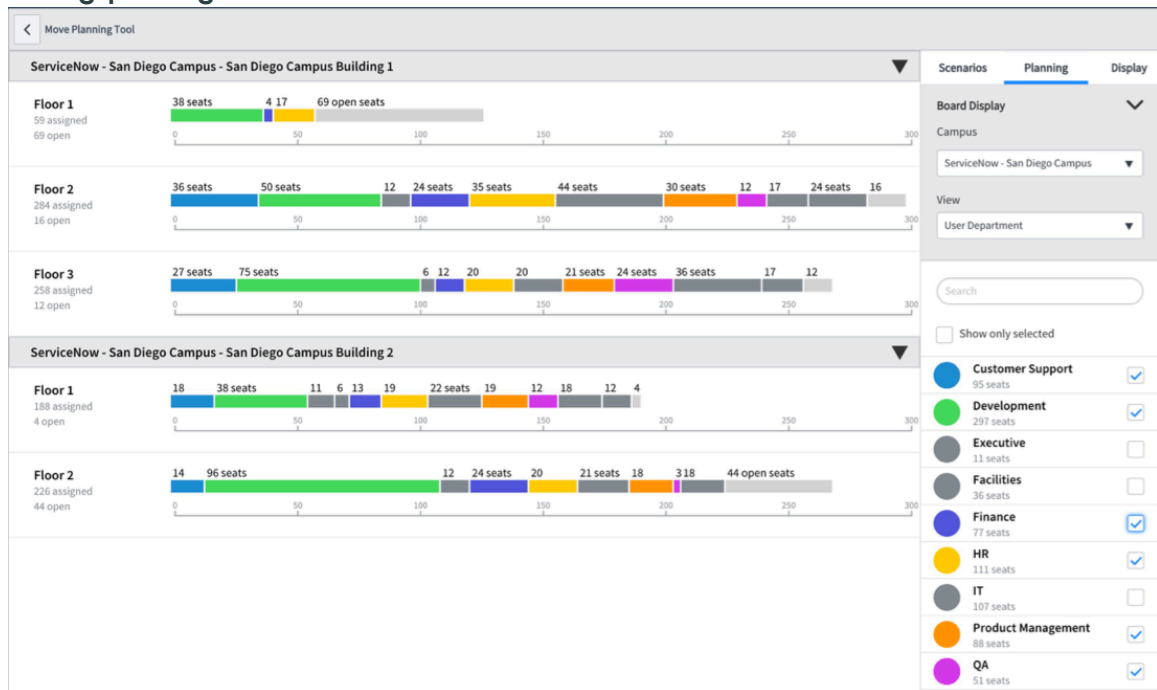 Move Planning Tool
ServiceNow - San Diego Campus - San Diego Campus Building 1
Floor 1
59 assigned
69 open
38 seats 4 17 69 open seats
0 50 100 150 200 250 300
Floor 2
284 assigned
16 open
36 seats 50 seats 12 24 seats 35 seats 44 seats 30 seats 12 17 24 seats 16
0 50 100 150 200 250 300
Floor 3
258 assigned
12 open
27 seats 75 seats 6 12 20 20 21 seats 24 seats 36 seats 17 12
0 50 100 150 200 250 300
ServiceNow - San Diego Campus - San Diego Campus Building 2
Floor 1
188 assigned
4 open
18 38 seats 11 6 13 19 22 seats 19 12 18 12 4
0 50 100 150 200 250 300
Floor 2
226 assigned
44 open
14 96 seats 12 24 seats 20 21 seats 18 3 18 44 open seats
0 50 100 150 200 250 300
Scenarios Planning Display
Board Display
Campus
ServiceNow - San Diego Campus
View
User Department
Search
Show only selected
Customer Support
95 seats
Development
297 seats
Executive
11 seats
Facilities
36 seats
Finance
77 seats
HR
111 seats
IT
107 seats
Product Management
88 seats
QA
51 seats